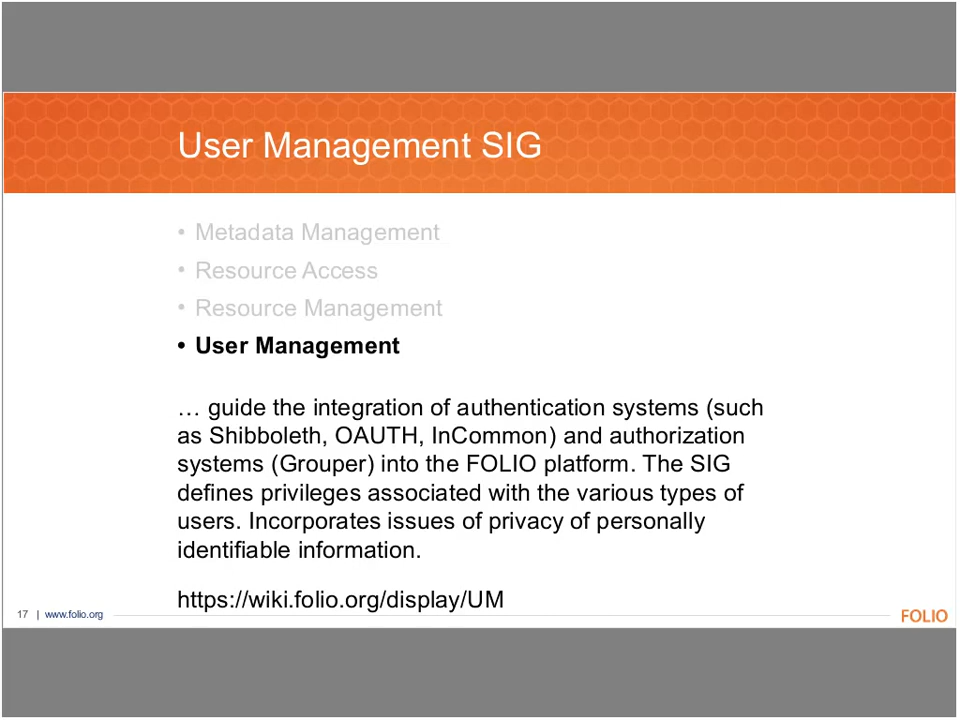 User Management SIG
• Metadata Management
• Resource Access
• Resource Management
• User Management
… guide the integration of authentication systems (such
as Shibboleth, OAUTH, InCommon) and authorization
systems (Grouper) into the FOLIO platform. The SIG
defines privileges associated with the various types of
users. Incorporates issues of privacy of personally
identifiable information.
https://wiki.folio.org/display/UM
17 | www.folio.org
FOLIO